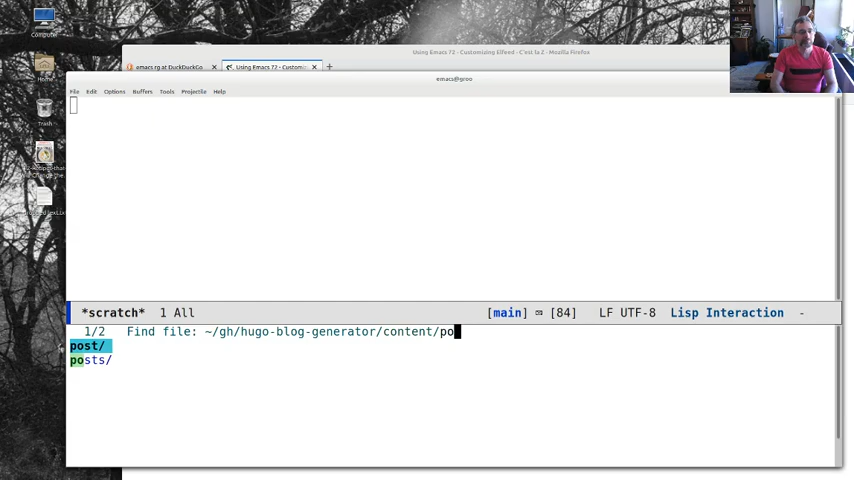 Computer
Using Emacs 72 - Customizing Elfeed - C'est la Z - Mozilla Firefox
emacs rg at DuckDuckGo × Using Emacs 72 - Customiz × +
Home
emacs@groo
File Edit Options Buffers Tools Projectile Help
Trash
*scratch* 1 All [main] [84] LF UTF-8 Lisp Interaction -
1/2 Find file: ~/gh/hugo-blog-generator/content/po
post/
posts/